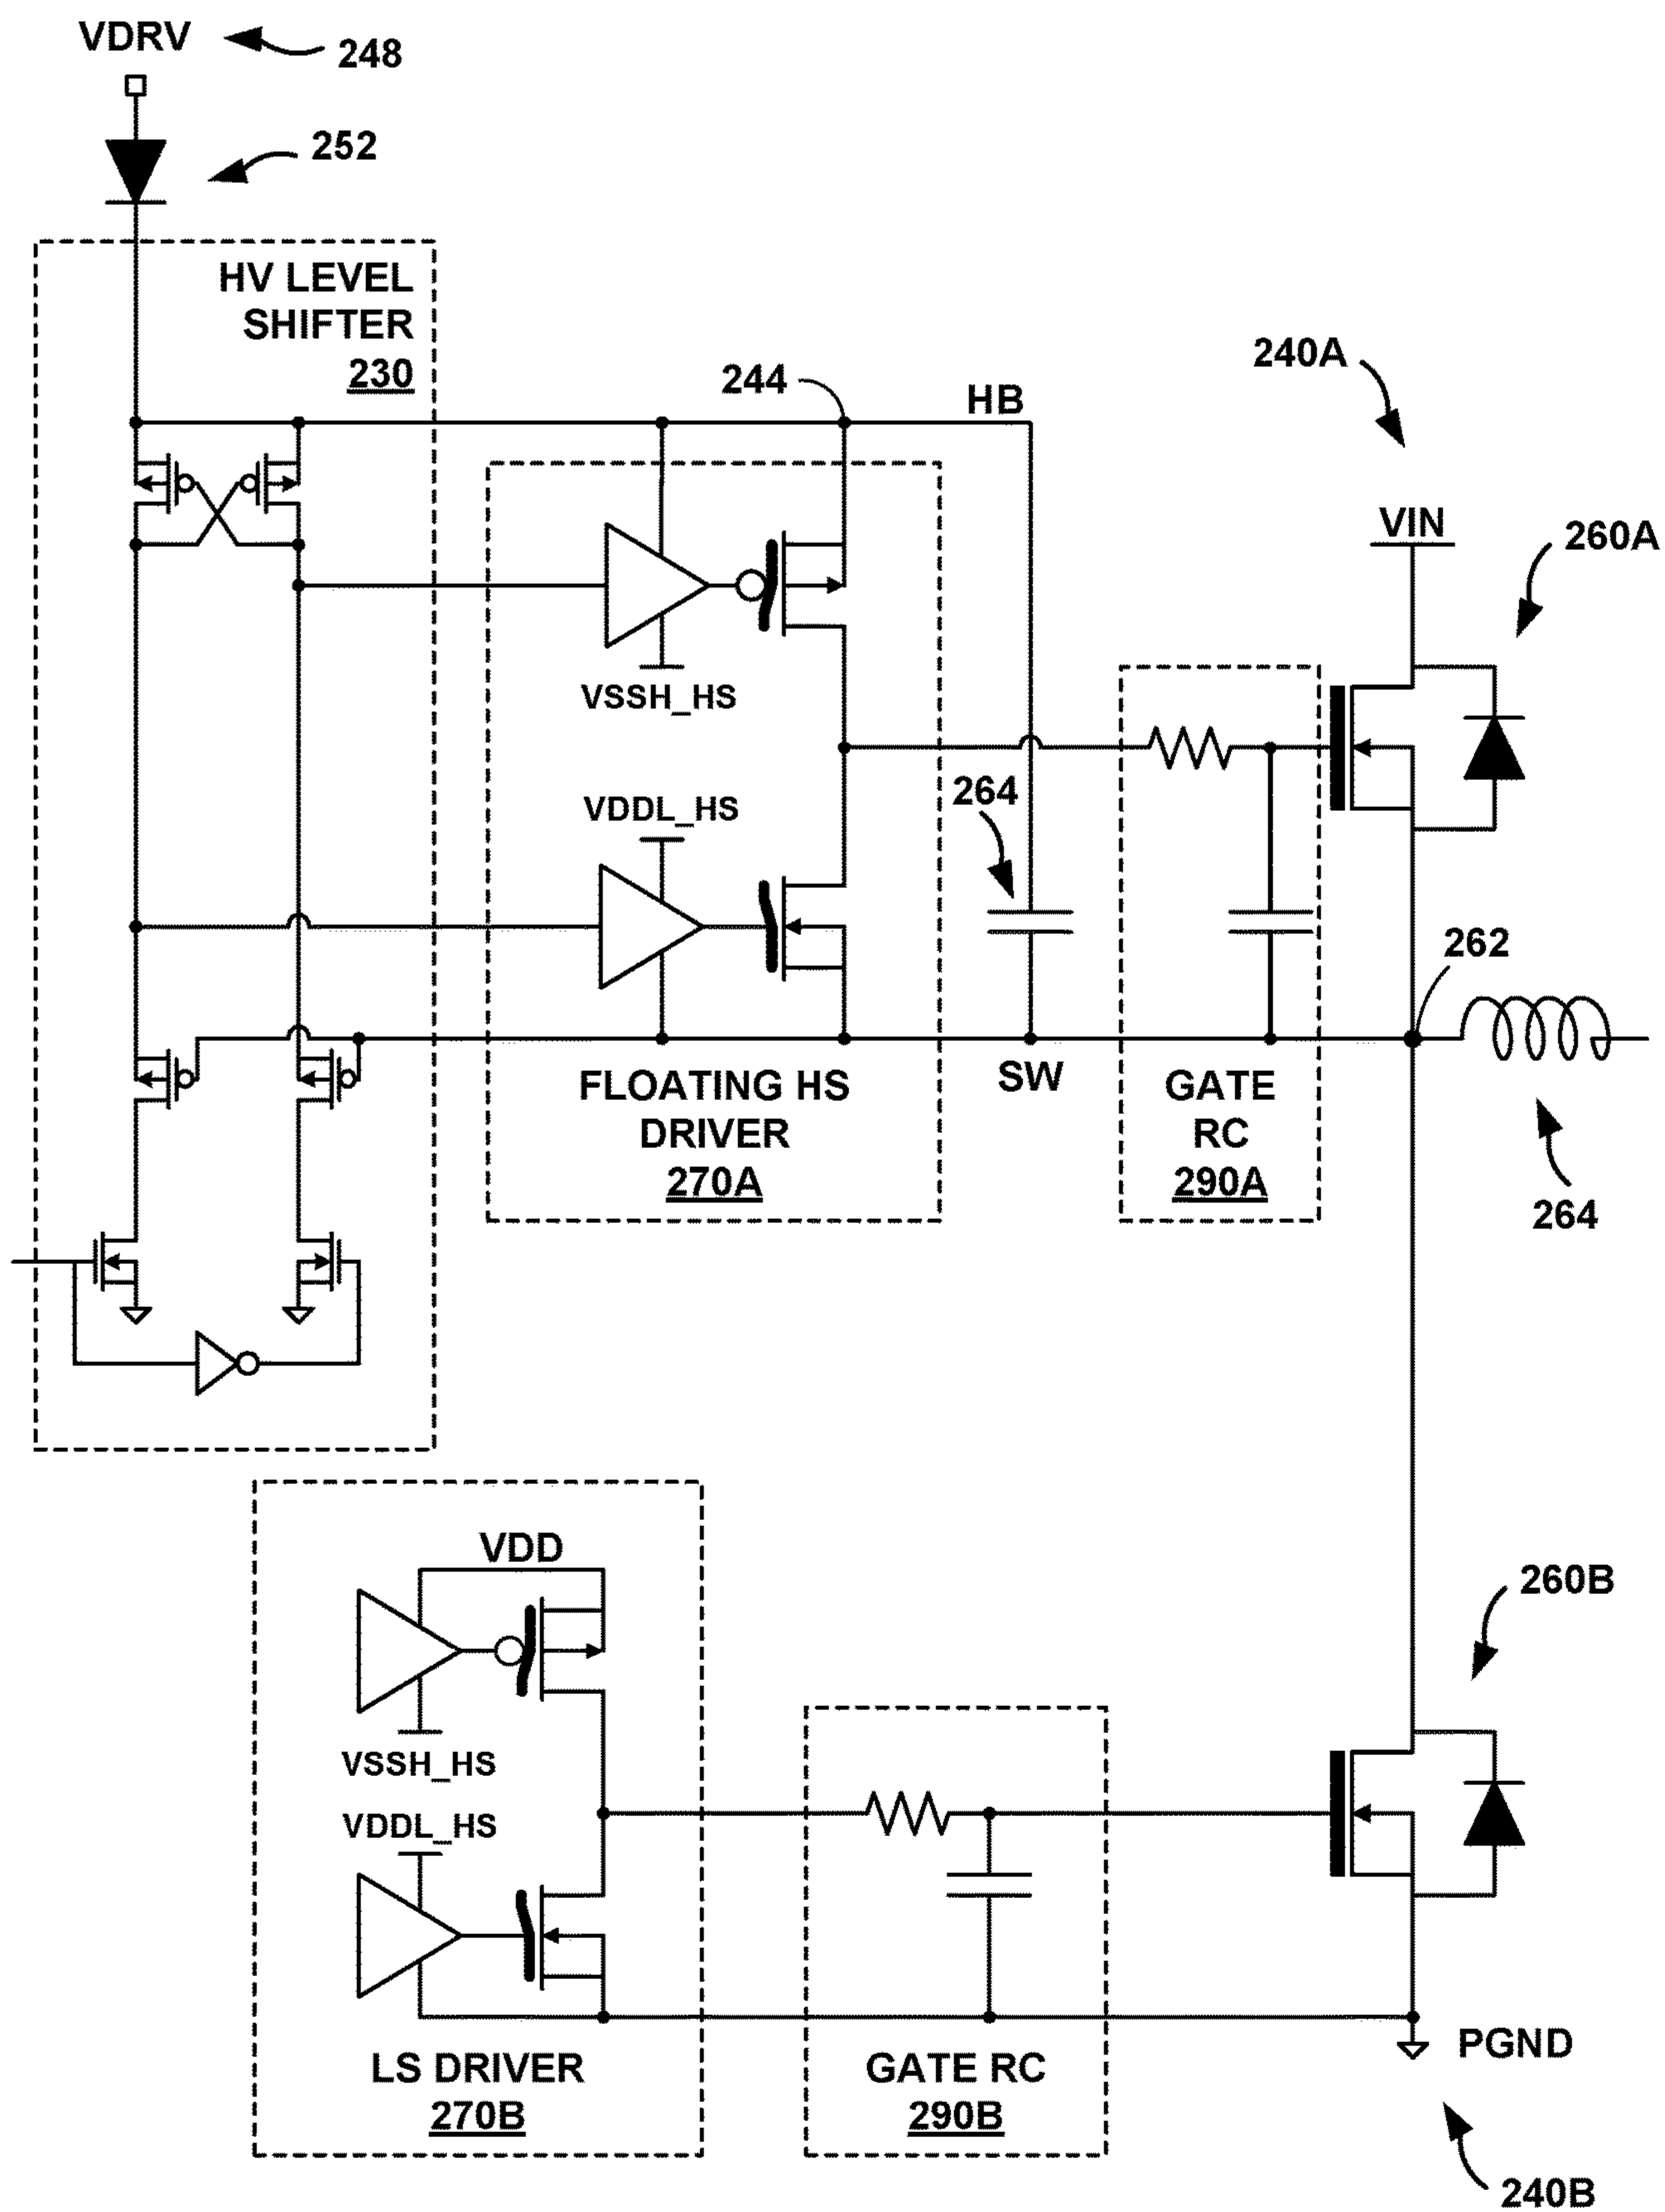 VDRV
248
252
HV LEVEL
SHIFTER
230
244
HB
240A
VIN
260A
VSSH_HS
VDDL_HS
264
262
SW
FLOATING HS
DRIVER
270A
GATE
RC
290A
264
VDD
VSSH_HS
VDDL_HS
260B
LS DRIVER
270B
GATE RC
290B
PGND
240B